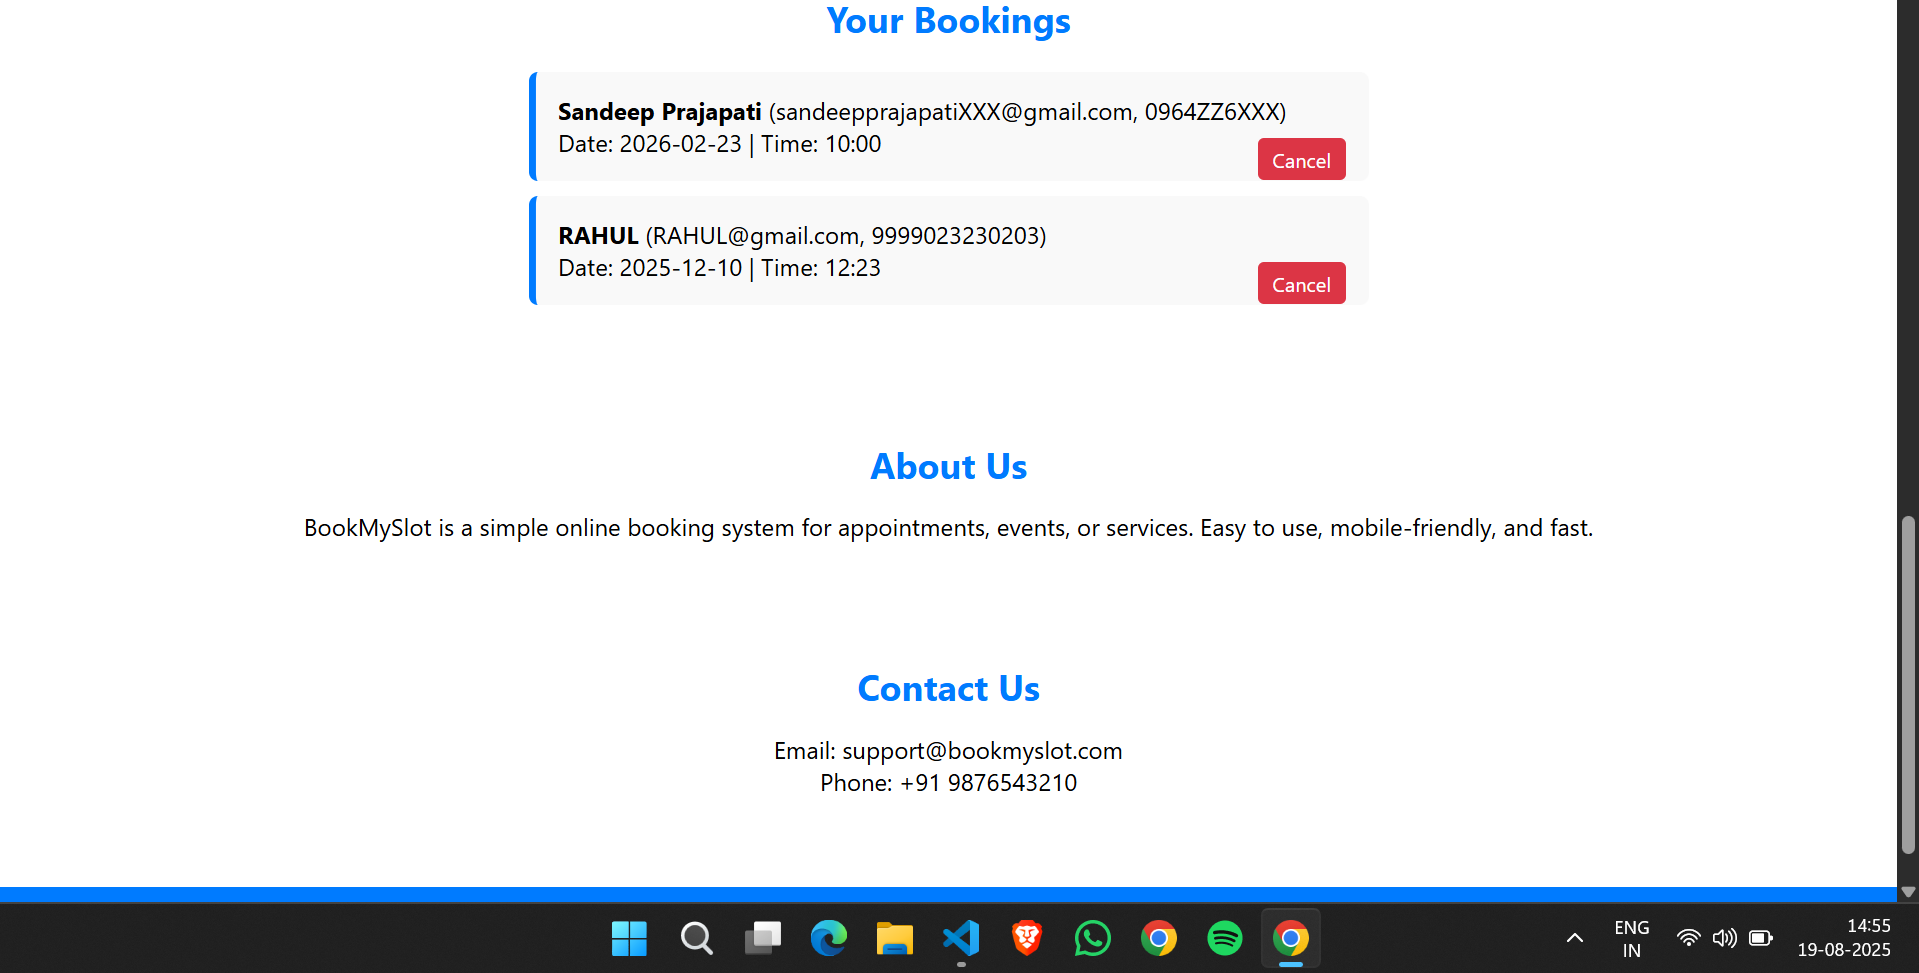 Your Bookings
Sandeep Prajapati (sandeepprajapatiXXX@gmail.com, 0964ZZ6XXX)
Date: 2026-02-23 | Time: 10:00
Cancel
RAHUL (RAHUL@gmail.com, 9999023230203)
Date: 2025-12-10 | Time: 12:23
Cancel
About Us
BookMySlot is a simple online booking system for appointments, events, or services. Easy to use, mobile-friendly, and fast.
Contact Us
Email: support@bookmyslot.com
Phone: +91 9876543210
ENG
IN
14:55
19-08-2025